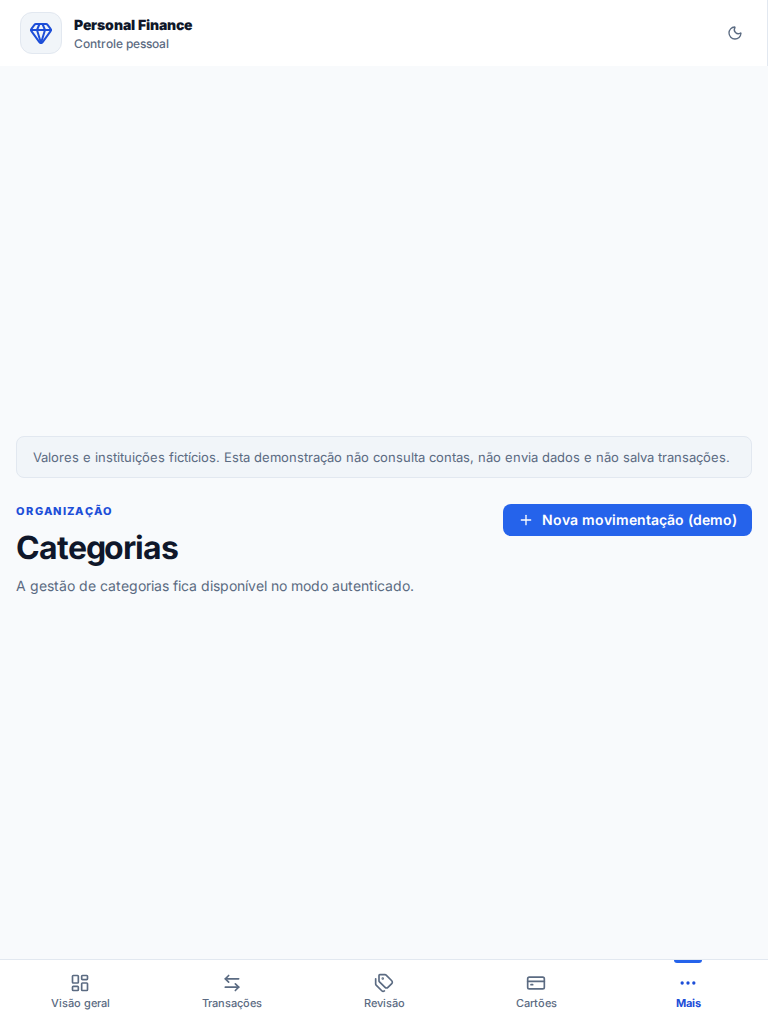 Personal Finance
Controle pessoal
Valores e instituições fictícios. Esta demonstração não consulta contas, não envia dados e não salva transações.
ORGANIZAÇÃO
Nova movimentação (demo)
Categorias
A gestão de categorias fica disponível no modo autenticado.
Visão geral
Transações
Revisão
Cartões
Mais